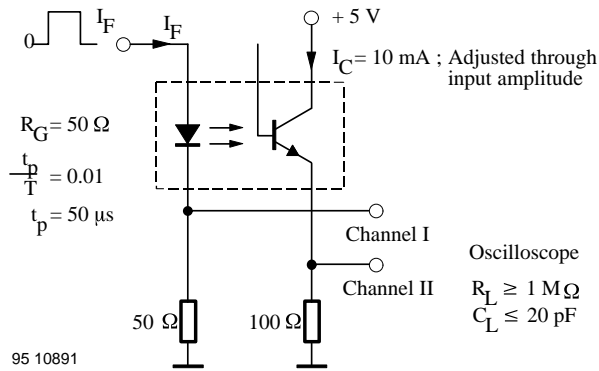 I_F
0
I_F
+ 5 V
I_C = 10 mA ; Adjusted through
input amplitude
R_G = 50 Ω
t_p
T
= 0.01
t_p = 50 μs
Channel I
Channel II
Oscilloscope
R_L ≥ 1 MΩ
C_L ≤ 20 pF
50 Ω
100 Ω
95 10891